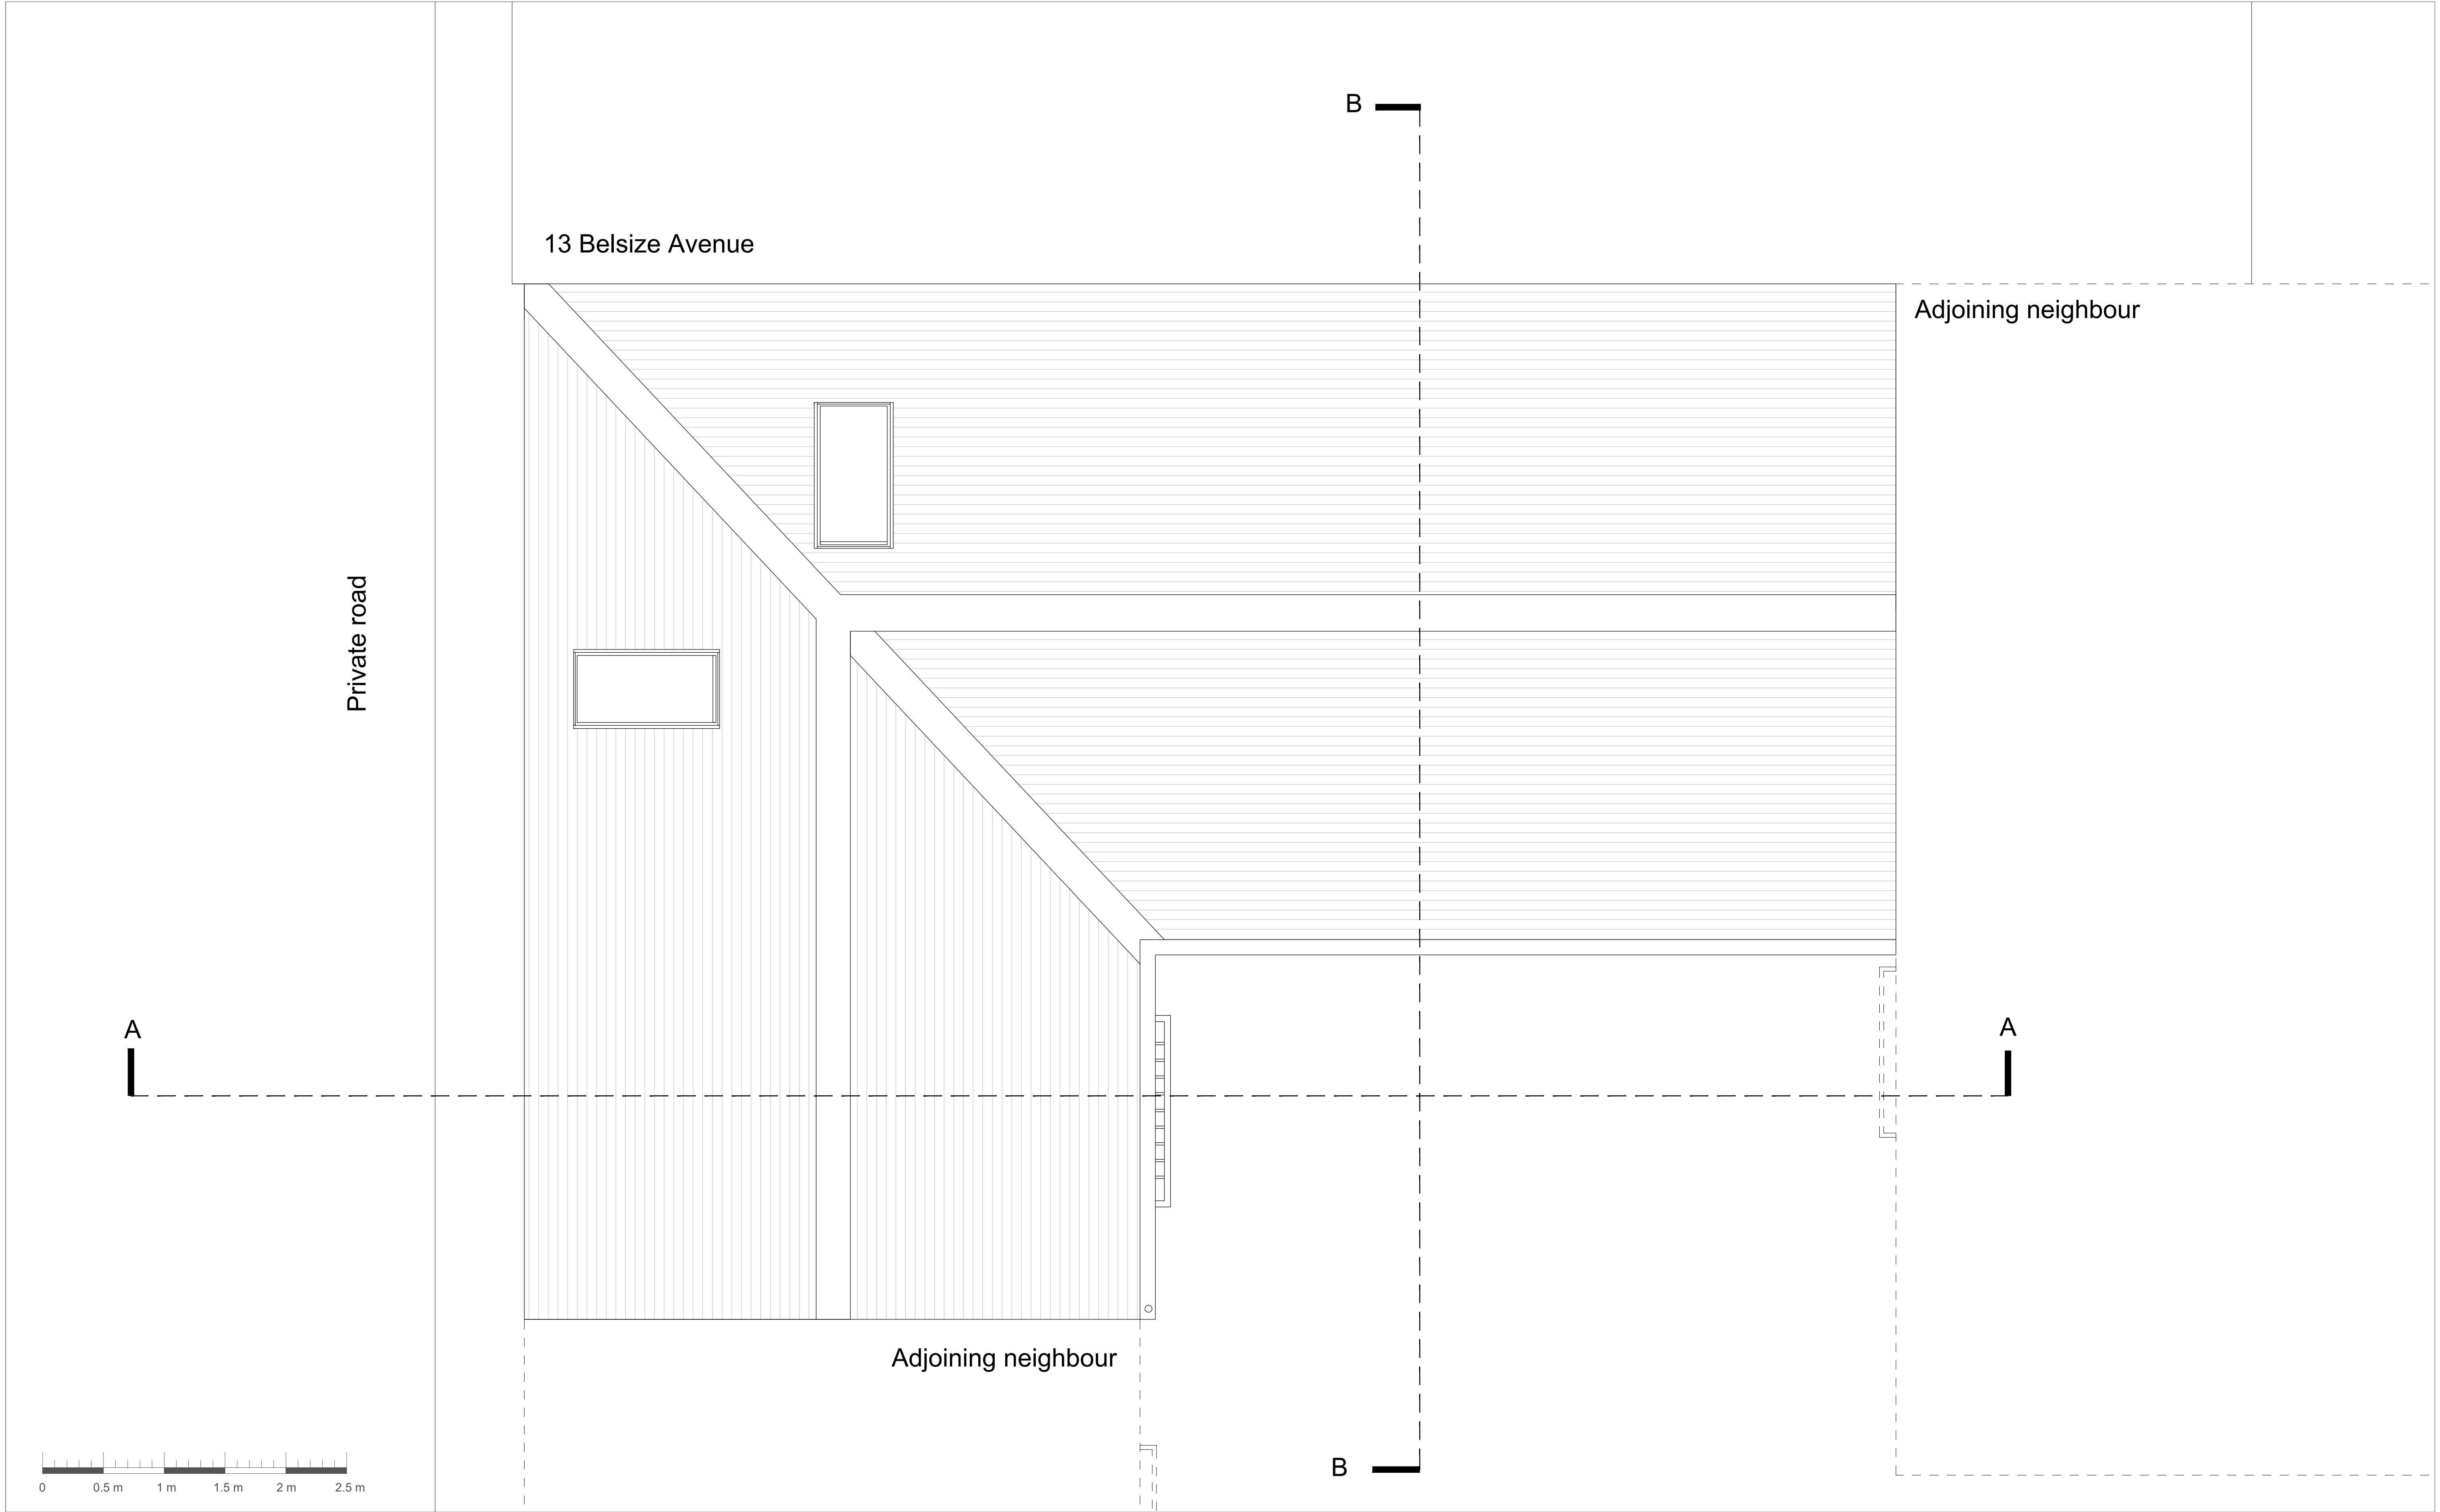 B
13 Belsize Avenue
Adjoining neighbour
Private road
A
A
Adjoining neighbour
B
0 0.5 m 1 m 1.5 m 2 m 2.5 m